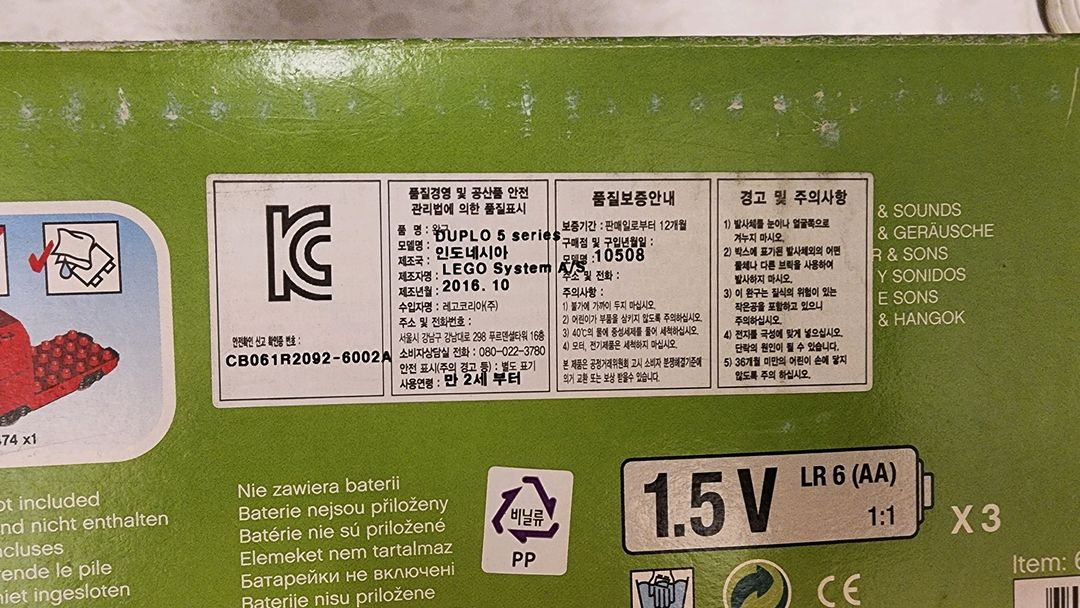 KC
안전확인 신고 확인증 번호 :
CB061R2092-6002A
품질경영 및 공산품 안전
관리법에 의한 품질표시
품 명 : 완구
모델명 : DUPLO 5 series
제조국 : 인도네시아
제조자명 : LEGO System A/S
제조년월 : 2016. 10
수입자명 : 레고코리아(주)
주소 및 전화번호 :
서울시 강남구 강남대로 298 푸르덴셜타워 16층
소비자상담실 전화 : 080-022-3780
안전 표시(주의 경고 등) : 별도 표기
사용연령 : 만 2세 부터
품질보증안내
보증기간 : 판매일로부터 12개월
구매점 및 구입년월일 :
모델명 : 10508
주소 및 전화 :
주의사항 :
1) 불가에 가까이 두지 마십시오.
2) 어린이가 부품을 삼키지 않도록 주의하십시오.
3) 40℃의 물에 중성세제를 풀어 세척하십시오.
4) 모터, 전기제품은 세척하지 마십시오.
본 제품은 공정거래위원회 고시 소비자 분쟁해결기준에
의거 교환 또는 보상 받을수 있습니다.
경고 및 주의사항
1) 발사체를 눈이나 얼굴쪽으로
겨누지 마시오.
2) 박스에 표기된 발사체외의 어떤
물체나 다른 브릭을 사용하여
발사하지 마시오.
3) 이 완구는 질식의 위험이 있는
작은공을 포함하고 있으니
주의하십시오.
4) 전지를 극성에 맞게 넣으십시오.
단락의 원인이 될 수 있습니다.
5) 36개월 미만의 어린이 손에 닿지
않도록 주의 하십시오.
& SOUNDS
& GERÄUSCHE
R & SONS
Y SONIDOS
E SONS
& HANGOK
474 x1
ot included
nd nicht enthalten
ncluses
rende le pile
niet ingesloten
Nie zawiera baterii
Baterie nejsou přiloženy
Batérie nie sú priložené
Elemeket nem tartalmaz
Батарейки не включені
Baterije nisu priložene
비닐류
PP
1.5 V
LR 6 (AA)
1:1
X 3
CE
Item: 6